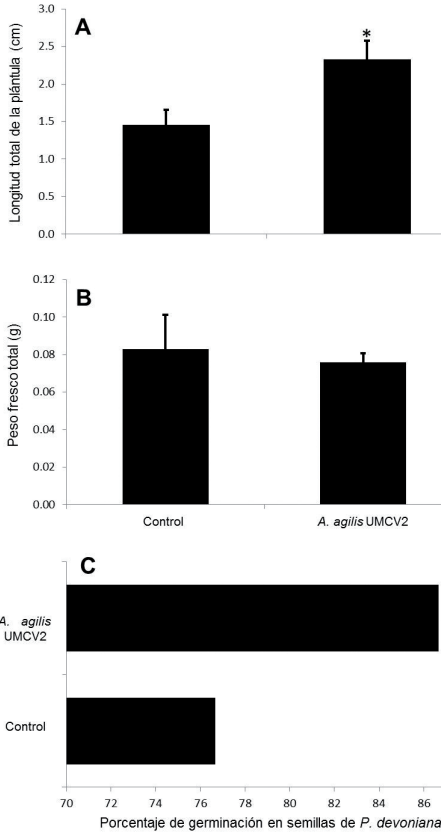 A
*
Longitud total de la plántula (cm)
3.0
2.5
2.0
1.5
1.0
0.5
0.0
B
Peso fresco total (g)
0.12
0.10
0.08
0.06
0.04
0.02
0.00
Control
A. agilis UMCV2
C
A. agilis
UMCV2
Control
70
72
74
76
78
80
82
84
86
Porcentaje de germinación en semillas de P. devoniana